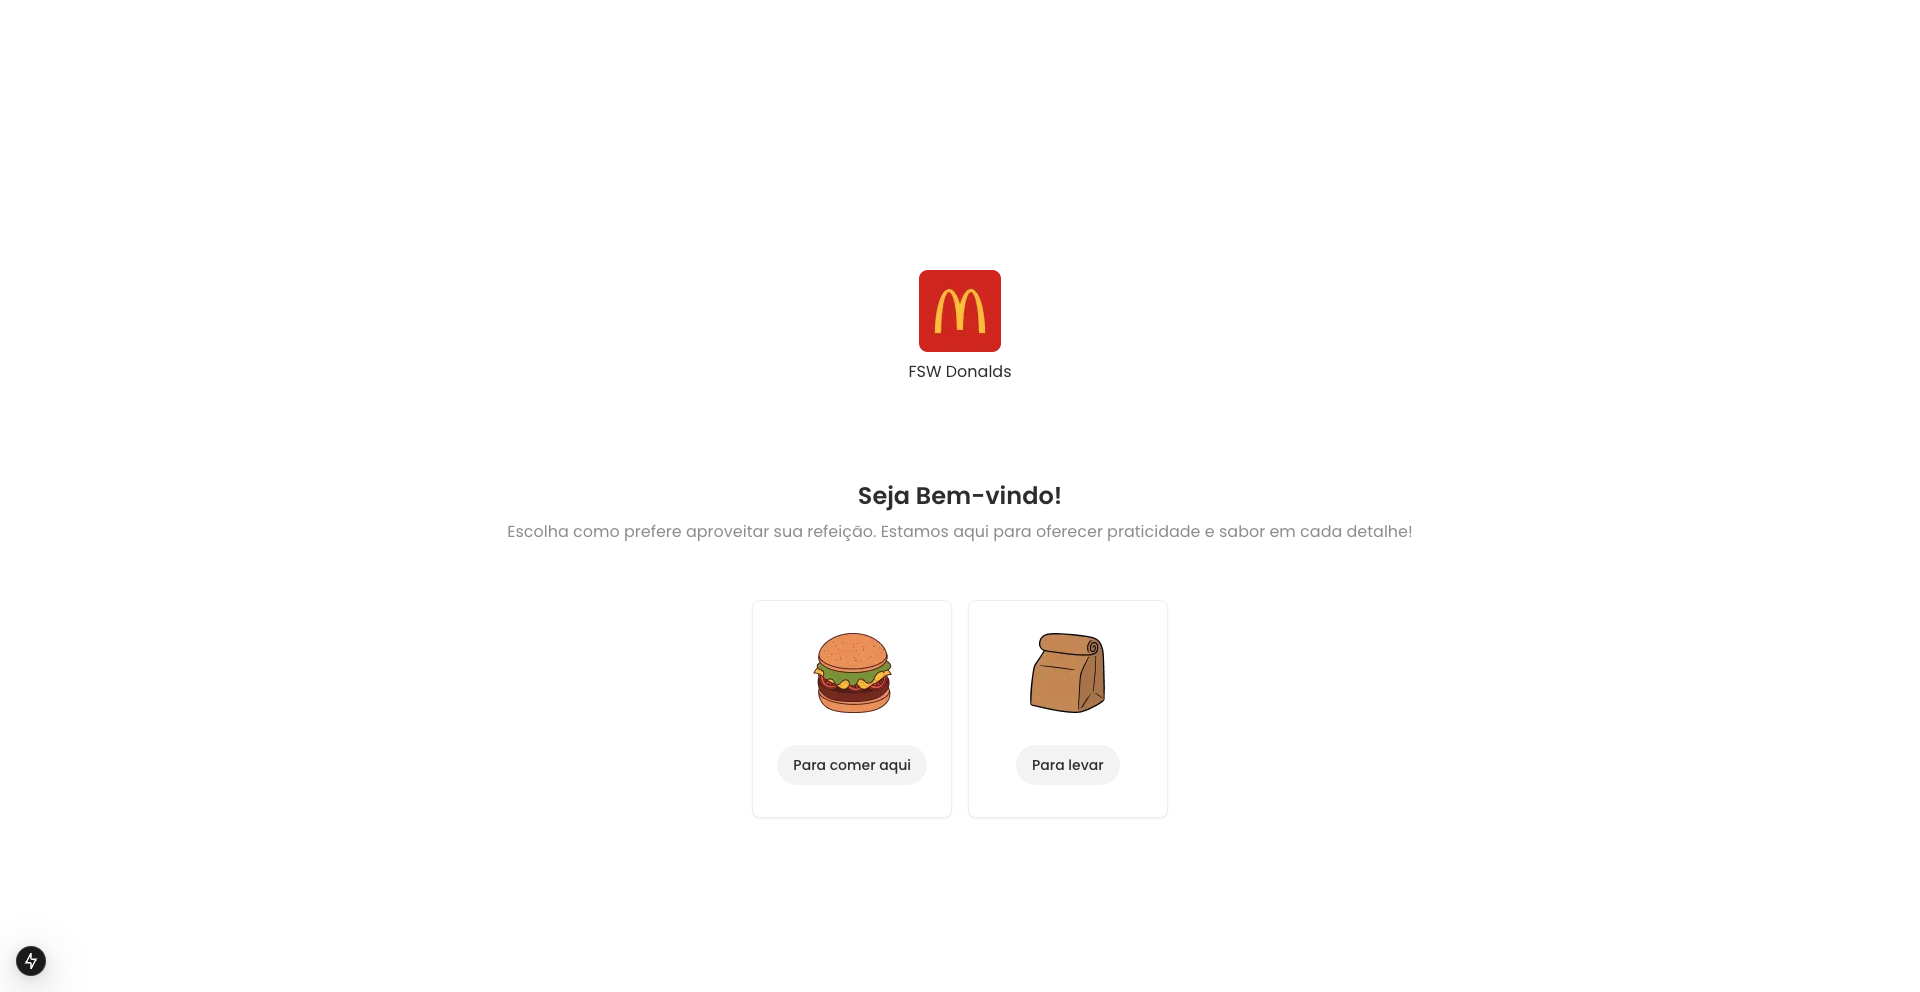 FSW Donalds
Seja Bem-vindo!
Escolha como prefere aproveitar sua refeição. Estamos aqui para oferecer praticidade e sabor em cada detalhe!
Para comer aqui
Para levar